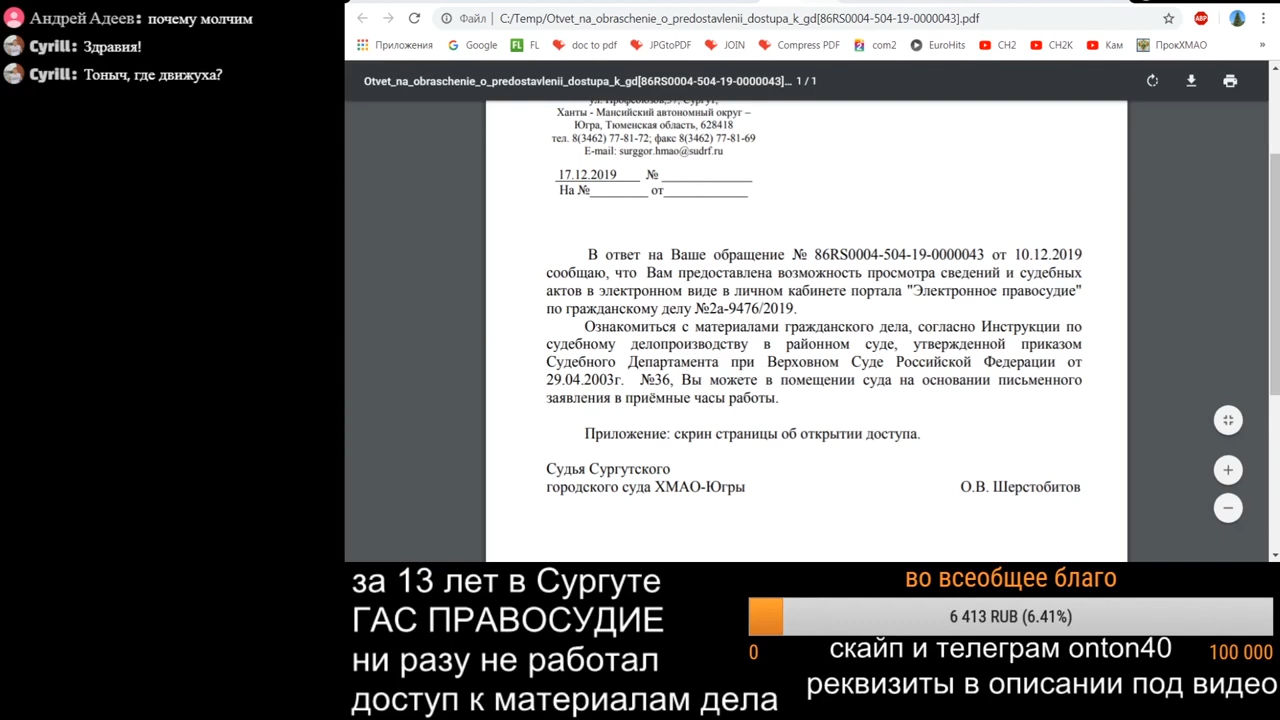 Андрей Адеев: почему молчим
Cyrill: Здравия!
Cyrill: Тоныч, где движуха?
Файл
C:/Temp/Otvet_na_obraschenie_o_predostavlenii_dostupa_k_gd[86RS0004-504-19-0000043].pdf
ABP
Приложения
Google
FL FL
doc to pdf
JPGtoPDF
JOIN
Compress PDF
com2
EuroHits
CH2
CH2K
Кам
ПрокХМАО
»
Otvet_na_obraschenie_o_predostavlenii_dostupa_k_gd[86RS0004-504-19-0000043]... 1 / 1
ул. Профсоюзов,37, Сургут,
Ханты - Мансийский автономный округ –
Югра, Тюменская область, 628418
тел. 8(3462) 77-81-72; факс 8(3462) 77-81-69
E-mail: surggor.hmao@sudrf.ru
17.12.2019 № ______________
На №________ от____________
В ответ на Ваше обращение № 86RS0004-504-19-0000043 от 10.12.2019
сообщаю, что Вам предоставлена возможность просмотра сведений и судебных
актов в электронном виде в личном кабинете портала "Электронное правосудие"
по гражданскому делу №2а-9476/2019.
Ознакомиться с материалами гражданского дела, согласно Инструкции по
судебному делопроизводству в районном суде, утвержденной приказом
Судебного Департамента при Верховном Суде Российской Федерации от
29.04.2003г. №36, Вы можете в помещении суда на основании письменного
заявления в приёмные часы работы.
Приложение: скрин страницы об открытии доступа.
Судья Сургутского
городского суда ХМАО-Югры О.В. Шерстобитов
за 13 лет в Сургуте
ГАС ПРАВОСУДИЕ
ни разу не работал
доступ к материалам дела
во всеобщее благо
6 413 RUB (6.41%)
0
100 000
скайп и телеграм onton40
реквизиты в описании под видео